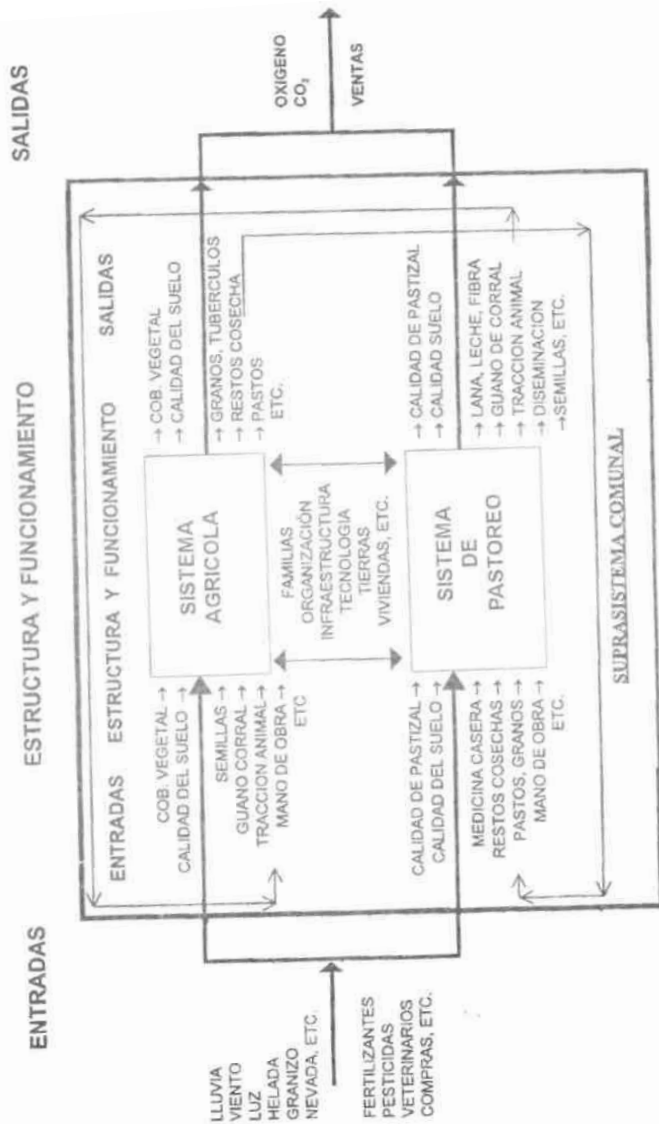 ENTRADAS
ESTRUCTURA Y FUNCIONAMIENTO
SALIDAS
ENTRADAS
ESTRUCTURA Y FUNCIONAMIENTO
SALIDAS
LLUVIA
VIENTO
LUZ
HELADA
GRANIZO
NEVADA, ETC.
FERTILIZANTES
PESTICIDAS
VETERINARIOS
COMPRAS, ETC.
COB. VEGETAL →
CALIDAD DEL SUELO →
SEMILLAS →
GUANO CORRAL →
TRACCION ANIMAL →
MANO DE OBRA →
ETC
SISTEMA
AGRICOLA
→ COB. VEGETAL
→ CALIDAD DEL SUELO
→ GRANOS, TUBERCULOS
→ RESTOS COSECHA
→ PASTOS
ETC.
FAMILIAS
ORGANIZACIÓN
INFRAESTRUCTURA
TECNOLOGIA
TIERRAS
VIVIENDAS, ETC.
CALIDAD DE PASTIZAL →
CALIDAD DEL SUELO →
MEDICINA CASERA →
RESTOS COSECHAS →
PASTOS, GRANOS →
MANO DE OBRA →
ETC.
SISTEMA
DE
PASTOREO
→ CALIDAD DE PASTIZAL
→ CALIDAD SUELO
→ LANA, LECHE, FIBRA
→ GUANO DE CORRAL
→ TRACCION ANIMAL
→ DISEMINACION
→ SEMILLAS, ETC.
SUPRASISTEMA COMUNAL
OXIGENO
CO₂
VENTAS